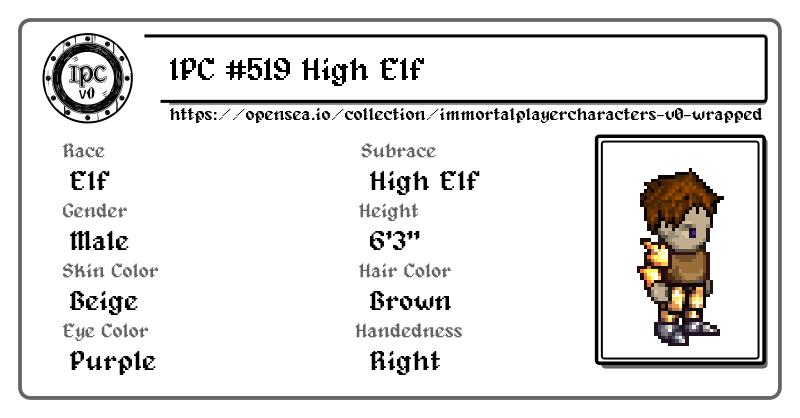 IPC
v0
IPC #519 High Elf
https://opensea.io/collection/immortalplayercharacters-v0-wrapped
Race
Elf
Subrace
High Elf
Gender
Male
Height
6'3"
Skin Color
Beige
Hair Color
Brown
Eye Color
Purple
Handedness
Right